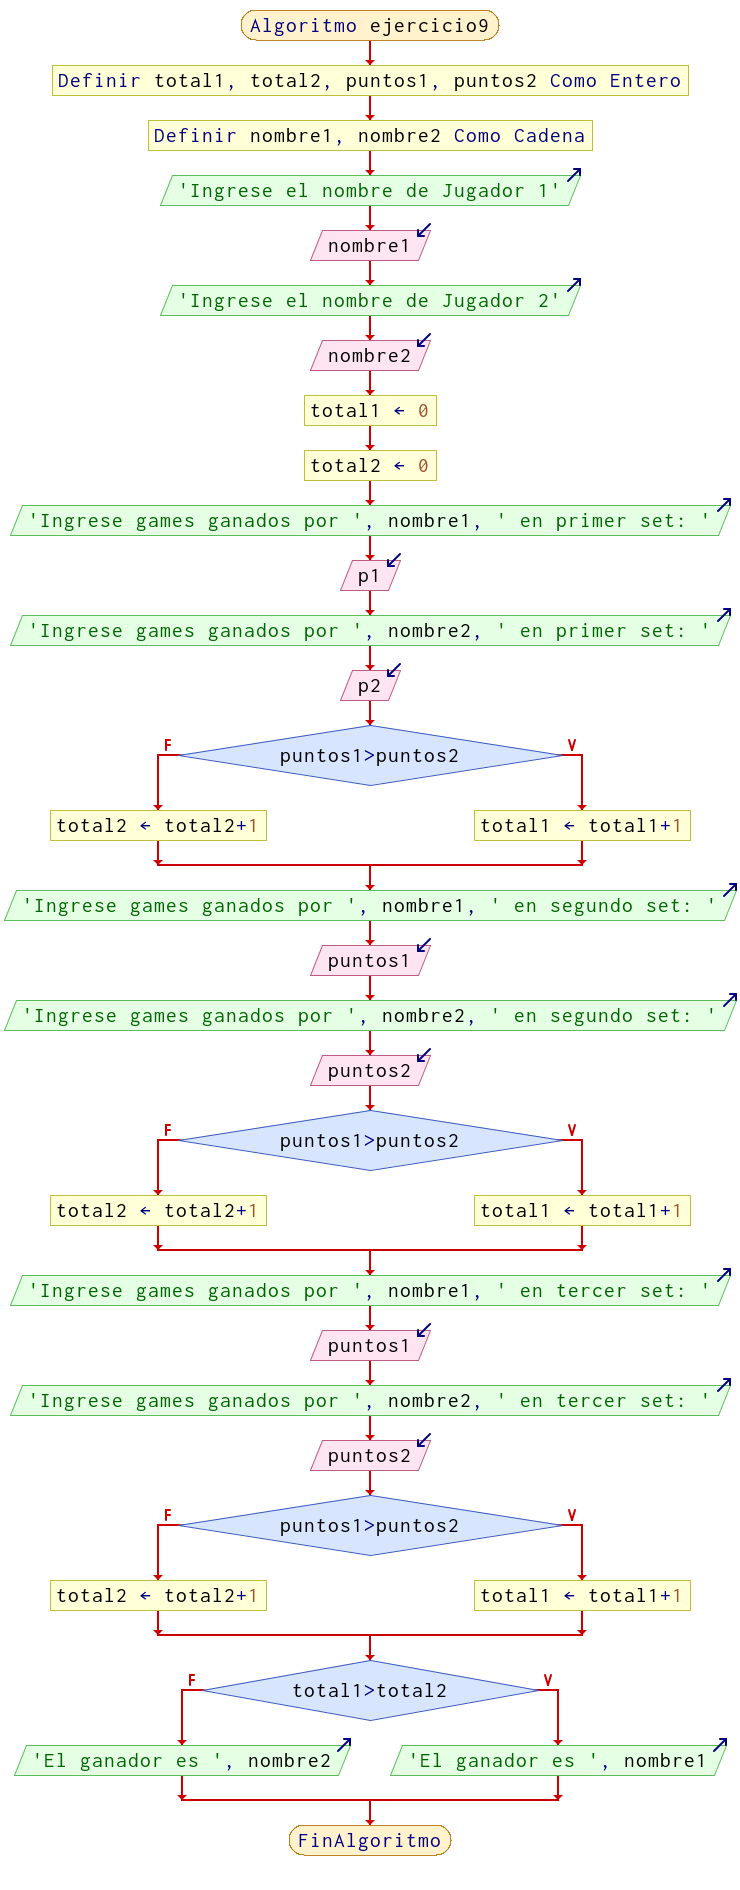 Algoritmo ejercicio9
Definir total1, total2, puntos1, puntos2 Como Entero
Definir nombre1, nombre2 Como Cadena
'Ingrese el nombre de Jugador 1'
nombre1
'Ingrese el nombre de Jugador 2'
nombre2
total1 ← 0
total2 ← 0
'Ingrese games ganados por ', nombre1, ' en primer set: '
p1
'Ingrese games ganados por ', nombre2, ' en primer set: '
p2
F V
puntos1>puntos2
total2 ← total2+1 total1 ← total1+1
'Ingrese games ganados por ', nombre1, ' en segundo set: '
puntos1
'Ingrese games ganados por ', nombre2, ' en segundo set: '
puntos2
F V
puntos1>puntos2
total2 ← total2+1 total1 ← total1+1
'Ingrese games ganados por ', nombre1, ' en tercer set: '
puntos1
'Ingrese games ganados por ', nombre2, ' en tercer set: '
puntos2
F V
puntos1>puntos2
total2 ← total2+1 total1 ← total1+1
F V
total1>total2
'El ganador es ', nombre2 'El ganador es ', nombre1
FinAlgoritmo